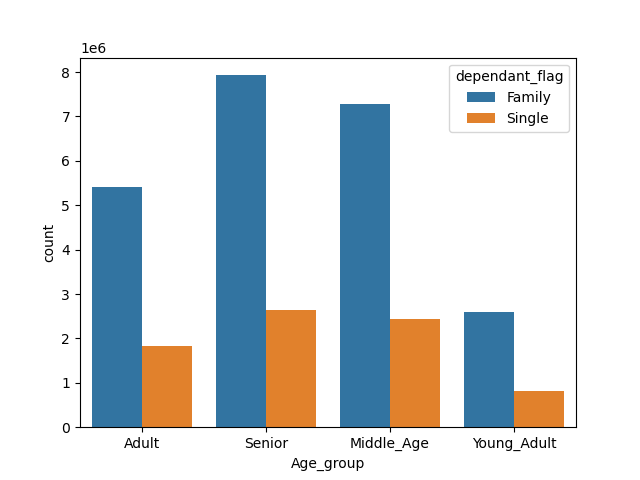 1e6
dependant_flag
Family
Single
8
7
6
5
4
3
2
1
0
count
Adult Senior Middle_Age Young_Adult
Age_group